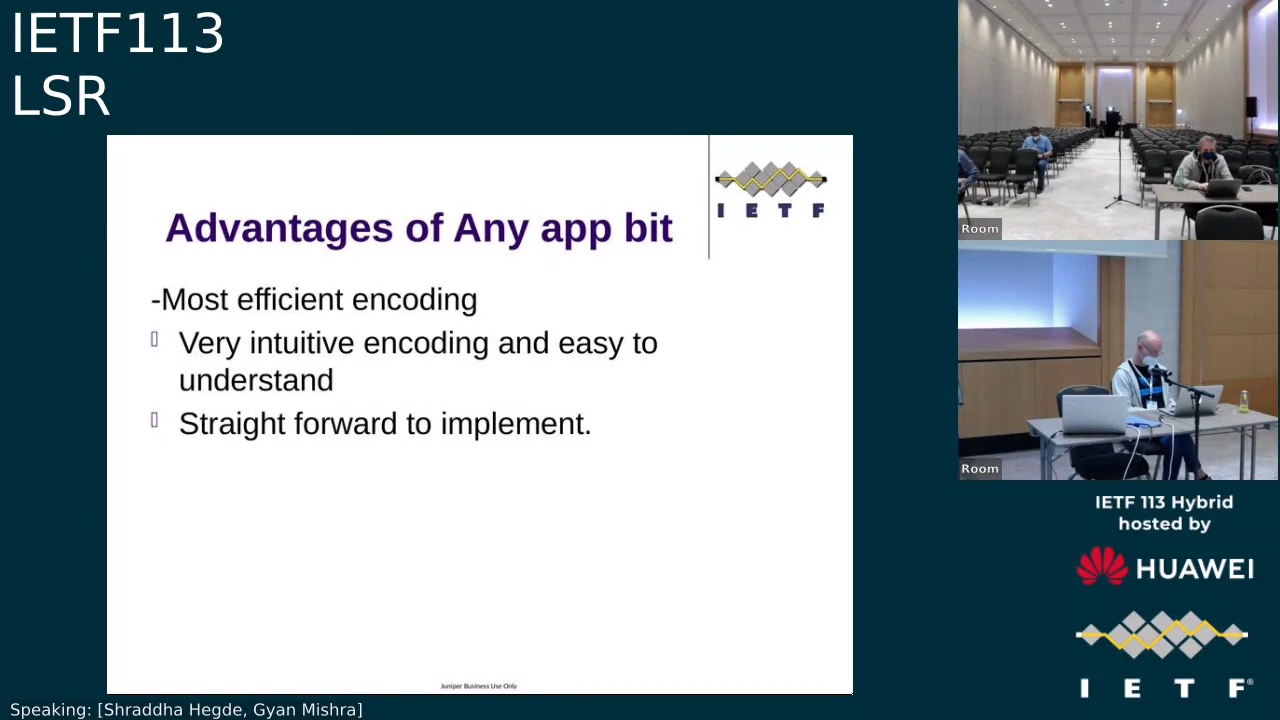 IETF113
LSR
IETF
Advantages of Any app bit
-Most efficient encoding
Very intuitive encoding and easy to
understand
Straight forward to implement.
Juniper Business Use Only
Room
Room
IETF 113 Hybrid
hosted by
HUAWEI
IETF®
Speaking: [Shraddha Hegde, Gyan Mishra]